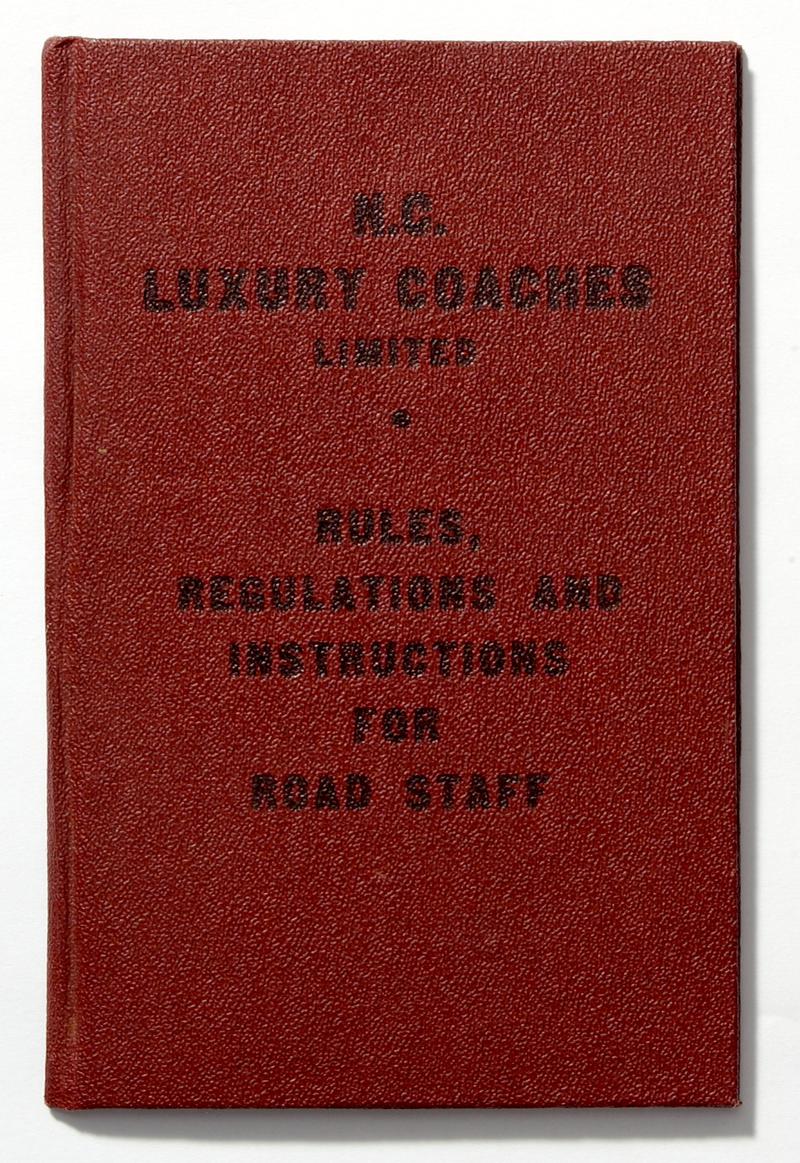 N.C.
LUXURY COACHES
LIMITED
•
RULES,
REGULATIONS AND
INSTRUCTIONS
FOR
ROAD STAFF